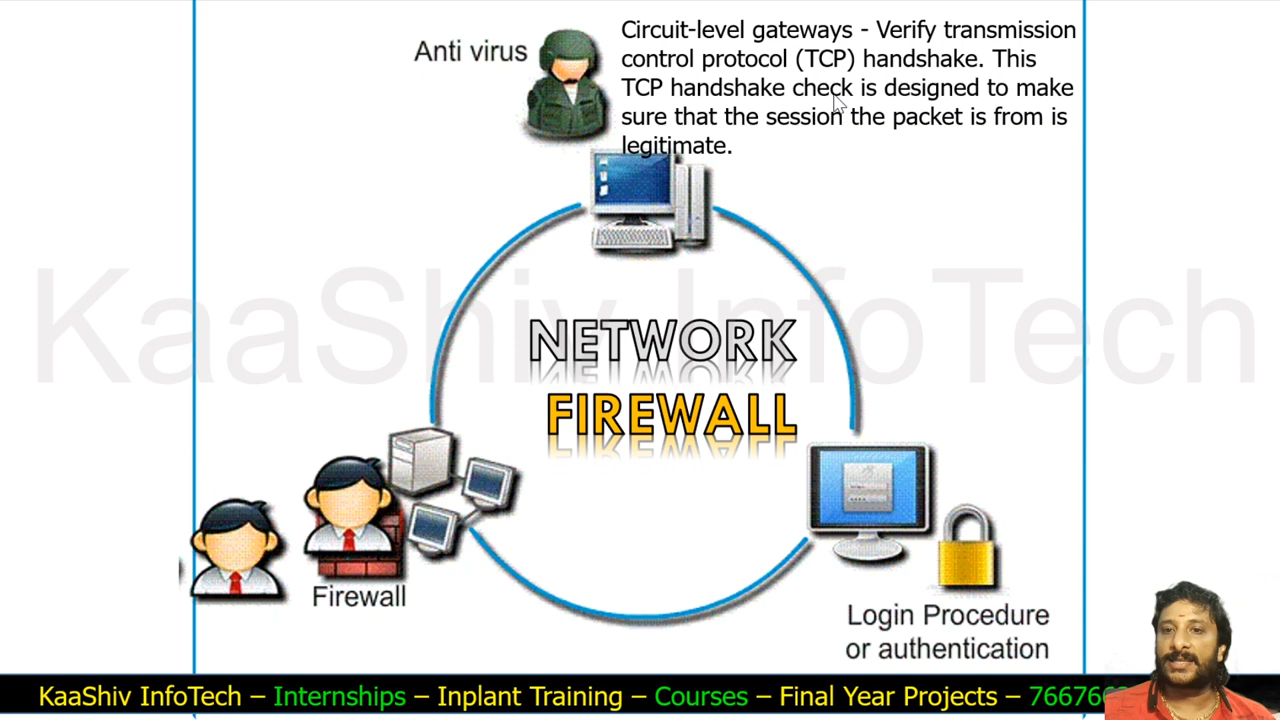 Anti virus
Circuit-level gateways - Verify transmission
control protocol (TCP) handshake. This
TCP handshake check is designed to make
sure that the session the packet is from is
legitimate.
KaaShiv InfoTech
NETWORK
FIREWALL
Firewall
Login Procedure
or authentication
KaaShiv InfoTech – Internships – Inplant Training – Courses – Final Year Projects –